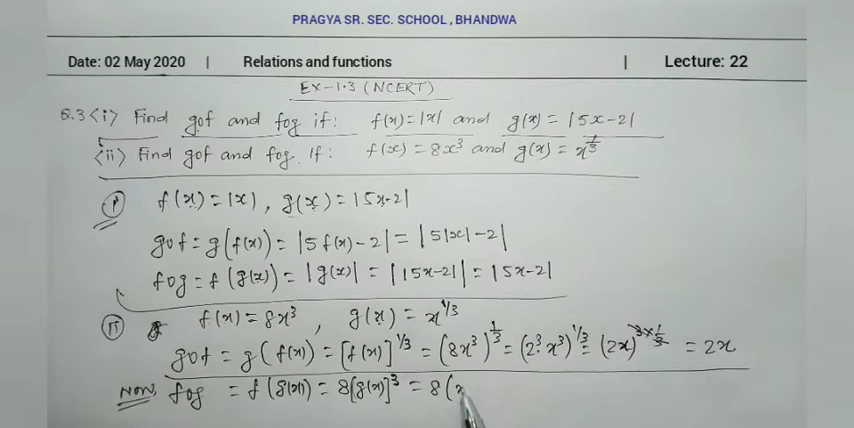 PRAGYA SR. SEC. SCHOOL , BHANDWA
Date: 02 May 2020 | Relations and functions | Lecture: 22
EX-1.3 (NCERT)
Q.3 <i> Find gof and fog if: f(x)=|x| and g(x)=|5x-2|
<ii> Find gof and fog. If: f(x)=8x³ and g(x)=x^{1/3}
f(x)=|x|, g(x)=|5x-2|
gof=g(f(x))=|5f(x)-2|=|5|x|-2|
fog=f(g(x))=|g(x)|=||5x-2||=|5x-2|
f(x)=8x³, g(x)=x^{1/3}
gof=g(f(x))=[f(x)]^{1/3}=(8x³)^{1/3}=(2³x³)^{1/3}=(2x)^{3×1/3}=2x
NOW, fog=f(g(x))=8[g(x)]³=8(x